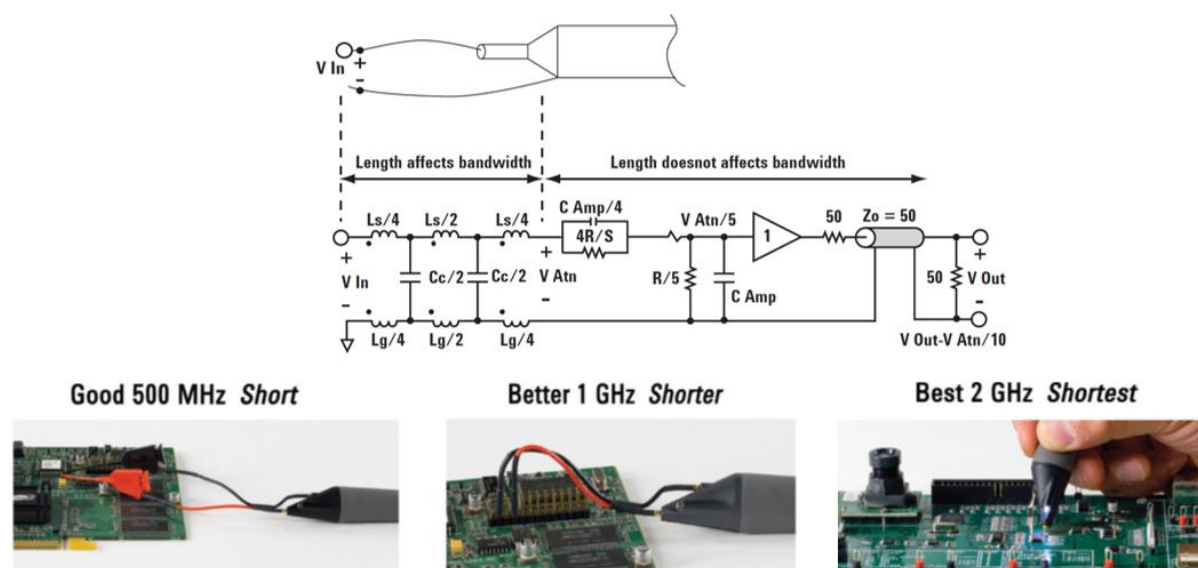 V In
+
-
Length affects bandwidth
Length doesnot affects bandwidth
Ls/4
Ls/2
Ls/4
C Amp/4
4R/S
V Atn/5
1
50
Zo = 50
+
V In
-
Cc/2
Cc/2
+
V Atn
-
R/5
C Amp
50
+
V Out
-
Lg/4
Lg/2
Lg/4
V Out-V Atn/10
Good 500 MHz Short
Better 1 GHz Shorter
Best 2 GHz Shortest